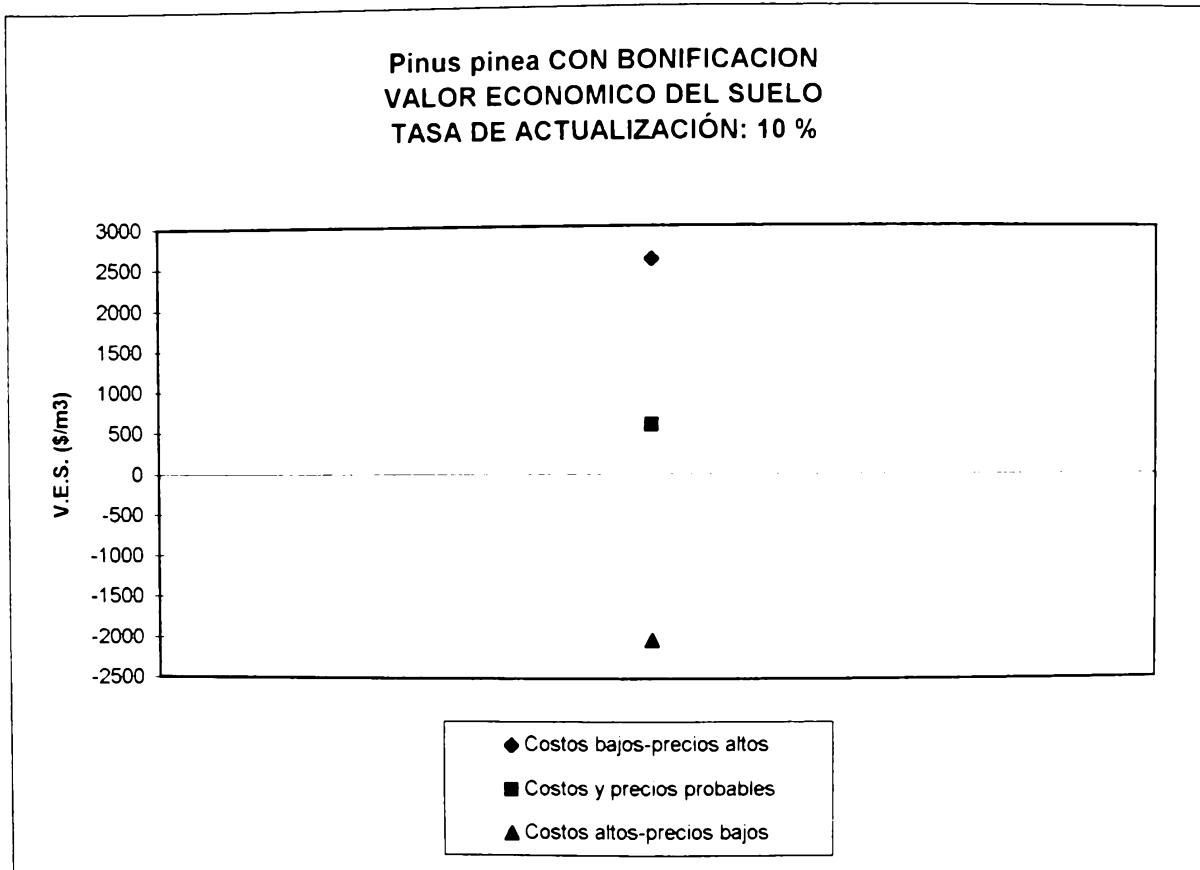 Pinus pinea CON BONIFICACION
VALOR ECONOMICO DEL SUELO
TASA DE ACTUALIZACIÓN: 10 %
V.E.S. ($/m3)
3000
2500
2000
1500
1000
500
0
-500
-1000
-1500
-2000
-2500
Costos bajos-precios altos
Costos y precios probables
Costos altos-precios bajos